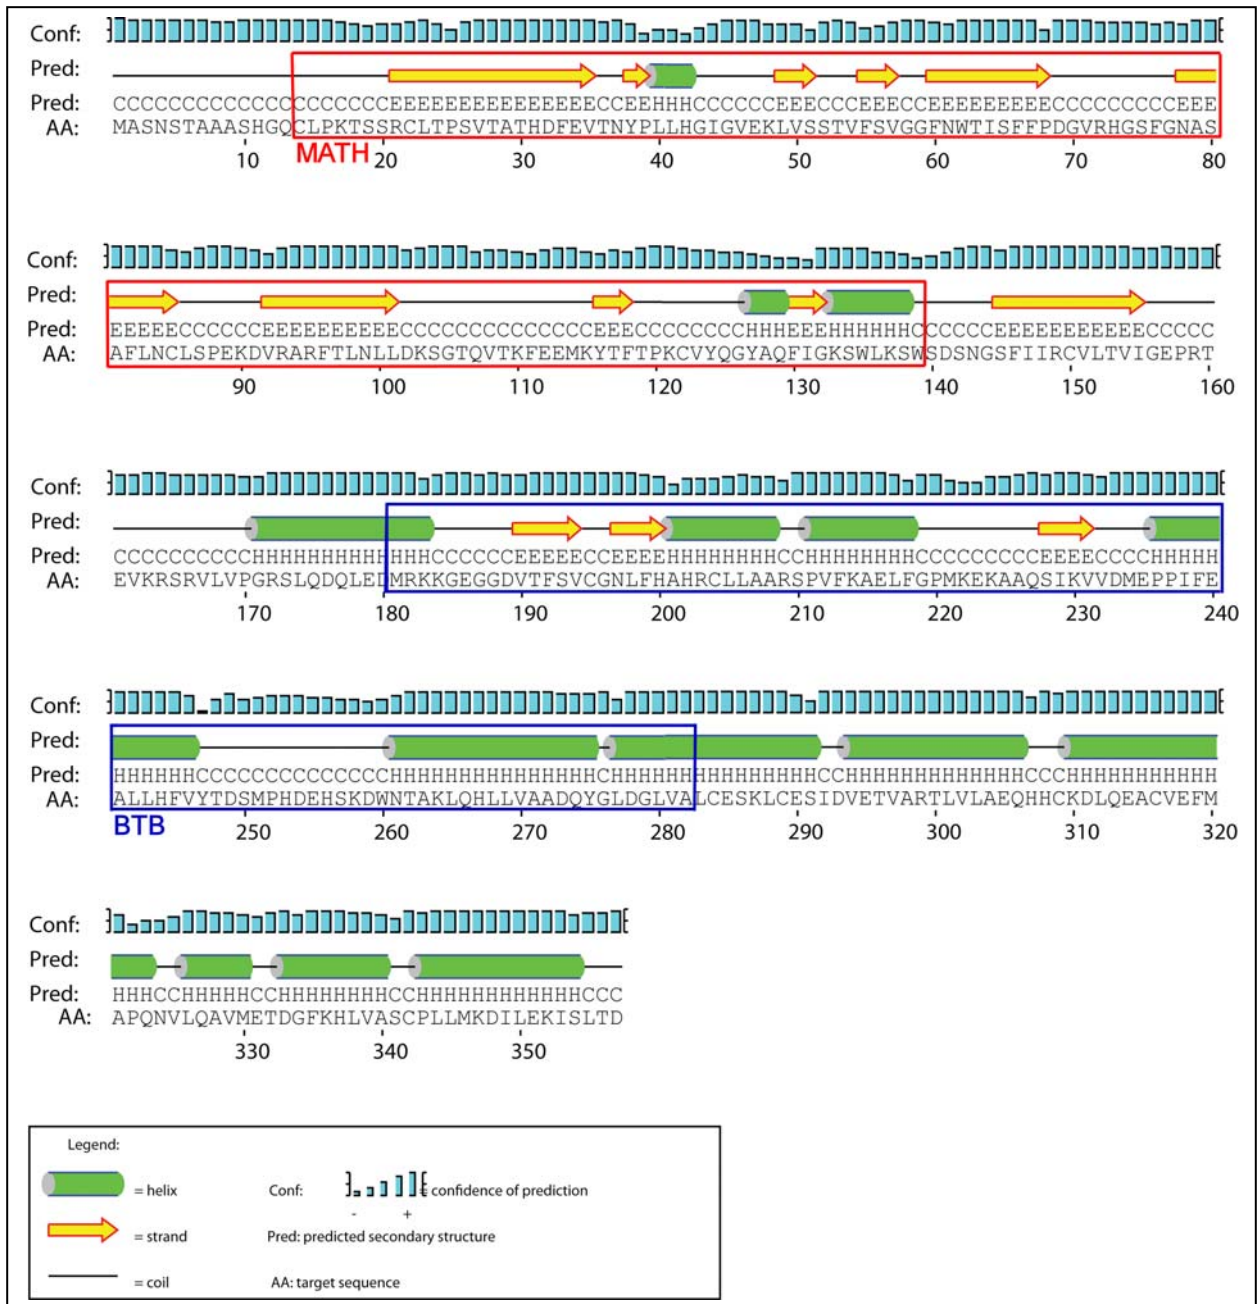 Conf:
Pred:
Pred: CCCCCCCCCCCCCCCCCCCCEEEEEEEEEEEEEEECCEEHHHCCCCCCEEECCCEEECCEEEEEEEEECCCCCCCCCEEE
AA: MASNSTAAASHGQCLPKTSSRCLTPSVTATHDFEVTNYPLLHGIGVEKLVSSTVFSVGGFNWTISFFPDGVRHGSFGNAS
MATH
10 20 30 40 50 60 70 80
Conf:
Pred:
Pred: EEEEECCCCCCEEEEEEEEEECCCCCCCCCCCCCCEEECCCCCCCCHHHEEEHHHHHHCCCCCCEEEEEEEEEEECCCCC
AA: AFLNCLSPEKDVRARFTLNLLDKSGTQVTKFEEMKYTFTPKCVYQGYAQFIGKSWLKSWSDSNGSFIIRCVLTVIGEPRT
90 100 110 120 130 140 150 160
Conf:
Pred:
Pred: CCCCCCCCCCHHHHHHHHHHHHHCCCCCCEEEEECCEEEEHHHHHHHHCCHHHHHHHHCCCCCCCCCEEEECCCCHHHHH
AA: EVKRSRVLVPGRSLQDQLEDMRKKGEGGDVTFSVCGNLFHAHRCLLAARSPVFKAELFGPMKEKAAQSIKVVDMEPPIFE
170 180 190 200 210 220 230 240
Conf:
Pred:
Pred: HHHHHHCCCCCCCCCCCCCCHHHHHHHHHHHHHHHCHHHHHHHHHHHHHHHCCHHHHHHHHHHHHHCCCHHHHHHHHHHH
AA: ALLHFVYTDSMPHDEHSKDWNTAKLQHLLVAADQYGLDGLVALCESKLCESIDVETVARTLVLAEQHHCKDLQEACVEFM
BTB
250 260 270 280 290 300 310 320
Conf:
Pred:
Pred: HHHCCHHHHHCCHHHHHHHHCCHHHHHHHHHHHHCCC
AA: APQNVLQAVMETDGFKHLVASCPLLMKDILEKISLTD
330 340 350
Legend:
= helix Conf: = confidence of prediction
- +
= strand Pred: predicted secondary structure
= coil AA: target sequence